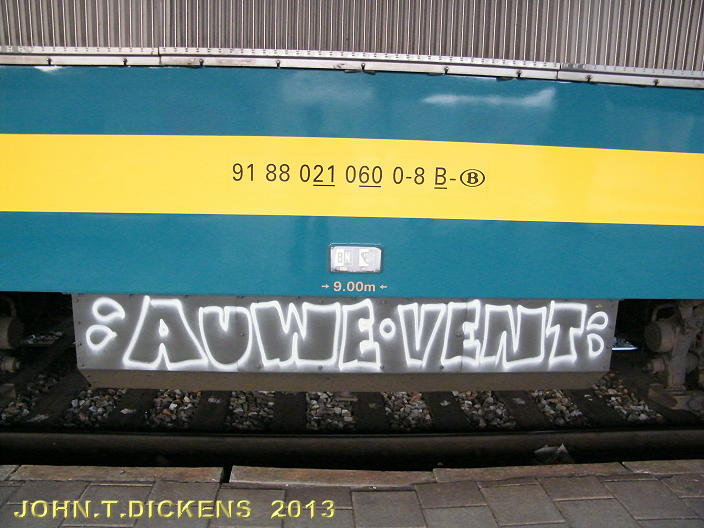 91 88 021 060 0-8 B-B
BN
→ 9.00m ←
AUWE·VENT
JOHN.T.DICKENS 2013